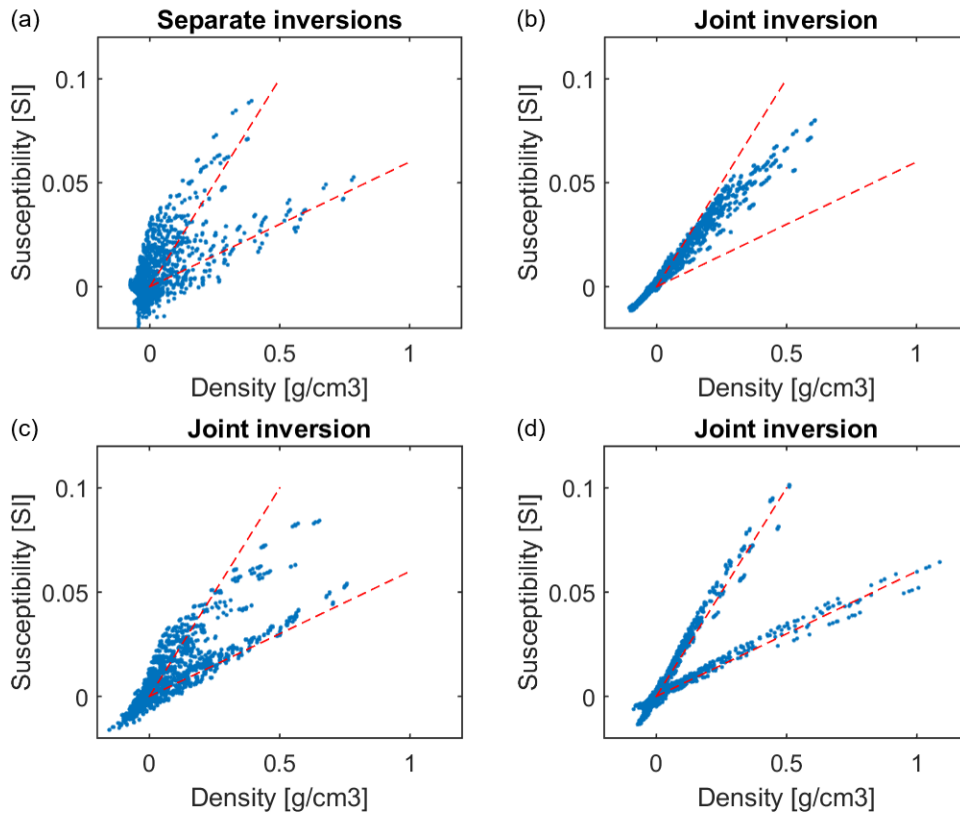 (a) Separate inversions
Susceptibility [SI]
0.1
0.05
0
0 0.5 1
Density [g/cm3]
(b) Joint inversion
Susceptibility [SI]
0.1
0.05
0
0 0.5 1
Density [g/cm3]
(c) Joint inversion
Susceptibility [SI]
0.1
0.05
0
0 0.5 1
Density [g/cm3]
(d) Joint inversion
Susceptibility [SI]
0.1
0.05
0
0 0.5 1
Density [g/cm3]